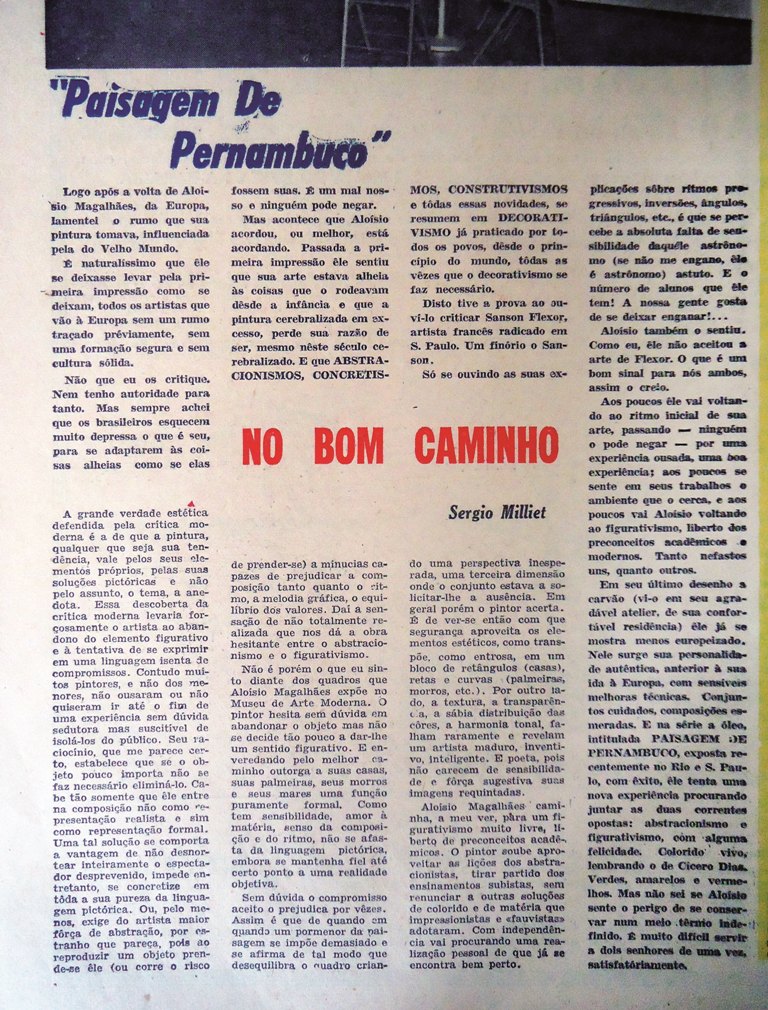 "Paisagem De
Pernambuco"
Logo após a volta de Aloi-
sio Magalhães, da Europa,
lamentei o rumo que sua
pintura tomava, influenciada
pela do Velho Mundo.
É naturalíssimo que êle
se deixasse levar pela pri-
meira impressão como se
deixam, todos os artistas que
vão à Europa sem um rumo
traçado prèviamente, sem
uma formação segura e sem
cultura sólida.
Não que eu os critique.
Nem tenho autoridade para
tanto. Mas sempre achei
que os brasileiros esquecem
muito depressa o que é seu,
para se adaptarem às coi-
sas alheias como se elas
fossem suas. É um mal nos-
so e ninguém pode negar.
Mas acontece que Aloísio
acordou, ou melhor, está
acordando. Passada a pri-
meira impressão êle sentiu
que sua arte estava alheia
às coisas que o rodeavam
dêsde a infância e que a
pintura cerebralizada em ex-
cesso, perde sua razão de
ser, mesmo nêste século ce-
rebralizado. E que ABSTRA-
CIONISMOS, CONCRETIS-
MOS, CONSTRUTIVISMOS
e tôdas essas novidades, se
resumem em DECORATI-
VISMO já praticado por to-
dos os povos, dêsde o prin-
cípio do mundo, tôdas as
vêzes que o decorativismo se
faz necessário.
Disto tive a prova ao ou-
ví-lo criticar Sanson Flexor,
artista francês radicado em
S. Paulo. Um finório o San-
son.
Só se ouvindo as suas ex-
plicações sôbre ritmos pro-
gressivos, inversões, ângulos,
triângulos, etc., é que se per-
cebe a absoluta falta de sen-
sibilidade daquêle astrôno-
mo (se não me engano, êle
é astrônomo) astuto. E o
número de alunos que êle
tem! A nossa gente gosta
de se deixar enganar!...
Aloisio também o sentiu.
Como eu, êle não aceitou a
arte de Flexor. O que é um
bom sinal para nós ambos,
assim o creio.
Aos poucos êle vai voltan-
do ao ritmo inicial de sua
arte, passando — ninguém
o pode negar — por uma
experiência ousada, uma boa
experiência; aos poucos se
sente em seus trabalhos o
ambiente que o cerca, e aos
poucos vai Aloísio voltando
ao figurativismo, liberto dos
preconceitos acadêmicos e
modernos. Tanto nefastos
uns, quanto outros.
Em seu último desenho a
carvão (vi-o em seu agra-
dável atelier, de sua confor-
tável residência) êle já se
mostra menos europeizado.
Nele surge sua personalida-
de autêntica, anterior à sua
ida à Europa, com sensíveis
melhoras técnicas. Conjun-
tos cuidados, composições es-
meradas. E na série a óleo,
intitulada PAISAGEM DE
PERNAMBUCO, exposta re-
centemente no Rio e S. Pau-
lo, com êxito, êle tenta uma
nova experiência procurando
juntar as duas correntes
opostas: abstracionismo e
figurativismo, com alguma
felicidade. Colorido vivo,
lembrando o de Cícero Dias.
Verdes, amarelos e verme-
lhos. Mas não sei se Aloísio
sente o perigo de se conser-
var num meio têrmio inde-
finido. É muito difícil servir
a dois senhores de uma vez,
satisfatòriamente.
NO BOM CAMINHO
Sergio Milliet
A grande verdade estética
defendida pela crítica mo-
derna é a de que a pintura,
qualquer que seja sua ten-
dência, vale pelos seus ele-
mentos próprios, pelas suas
soluções pictóricas e não
pelo assunto, o tema, a ane-
dota. Essa descoberta da
crítica moderna levaria for-
çosamente o artista ao aban-
dono do elemento figurativo
e à tentativa de se exprimir
em uma linguagem isenta de
compromissos. Contudo mui-
tos pintores, e não dos me-
nores, não ousaram ou não
quiseram ir até o fim de
uma experiência sem dúvida
sedutora mas suscitível de
isolá-los do público. Seu ra-
ciocínio, que me parece cer-
to, estabelece que se o ob-
jeto pouco importa não se
faz necessário eliminá-lo. Ca-
be tão somente que êle entre
na composição não como re-
presentação realista e sim
como representação formal.
Uma tal solução se comporta
a vantagem de não desnor-
tear inteiramente o especta-
dor desprevenido, impede en-
tretanto, se concretize em
tôda a sua pureza da lingua-
gem pictórica. Ou, pelo me-
nos, exige do artista maior
fôrça de abstração, por es-
tranho que pareça, pois ao
reproduzir um objeto pren-
de-se êle (ou corre o risco
de prender-se) a minucias ca-
pazes de prejudicar a com-
posição tanto quanto o rit-
mo, a melodia gráfica, o equi-
líbrio dos valores. Daí a sen-
sação de não totalmente re-
alizada que nos dá a obra
hesitante entre o abstracio-
nismo e o figurativismo.
Não é porém o que eu sin-
to diante dos quadros que
Aloísio Magalhães expõe no
Museu de Arte Moderna. O
pintor hesita sem dúvida em
abandonar o objeto mas não
se decide tão pouco a dar-lhe
um sentido figurativo. E en-
veredando pelo melhor ca-
minho outorga a suas casas,
suas palmeiras, seus morros
e seus mares uma função
puramente formal. Como
tem sensibilidade, amor à
matéria, senso da composi-
ção e do ritmo, não se afas-
ta da linguagem pictórica,
embora se mantenha fiel até
certo ponto a uma realidade
objetiva.
Sem dúvida o compromisso
aceito o prejudica por vêzes.
Assim é que de quando em
quando um pormenor da pai-
sagem se impõe demasiado e
se afirma de tal modo que
desequilibra o quadro crian-
do uma perspectiva inespe-
rada, uma terceira dimensão
onde o conjunto estava a so-
licitar-lhe a ausência. Em
geral porém o pintor acerta.
É de ver-se então com que
segurança aproveita os ele-
mentos estéticos, como trans-
põe, como entrosa, em um
bloco de retângulos (casas),
retas e curvas (palmeiras,
morros, etc.). Por outro la-
do, a textura, a transparên-
cia, a sábia distribuição das
côres, a harmonia tonal, fa-
lham raramente e revelam
um artista maduro, inventi-
vo, inteligente. E poeta, pois
não carecem de sensibilida-
de e fôrça sugestiva suas
imagens requintadas.
Aloísio Magalhães cami-
nha, a meu ver, para um fi-
gurativismo muito livre, li-
berto de preconceitos acadê-
micos. O pintor soube apro-
veitar as lições dos abstra-
cionistas, tirar partido dos
ensinamentos subistas, sem
renunciar a outras soluções
de colorido e de matéria que
impressionistas e «fauvistas»
adotaram. Com independên-
cia vai procurando uma rea-
lização pessoal de que já se
encontra bem perto.